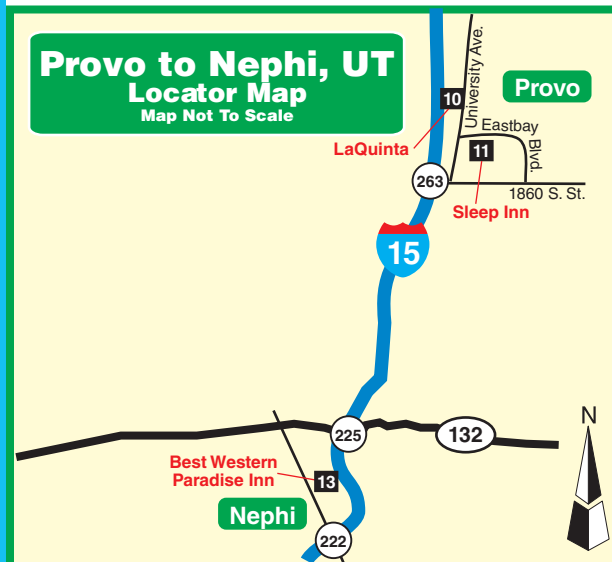 Provo to Nephi, UT
Locator Map
Map Not To Scale
University Ave.
10
Provo
Eastbay
Blvd.
LaQuinta
11
263
1860 S. St.
Sleep Inn
15
N
225
132
Best Western
Paradise Inn
13
Nephi
222